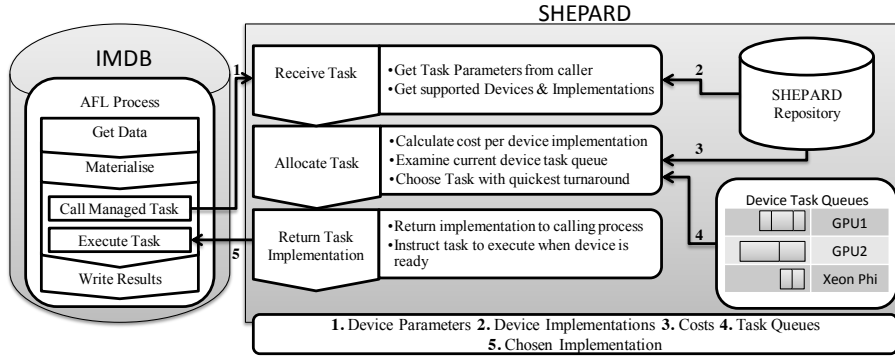 SHEPARD
IMDB
AFL Process
Get Data
Materialise
Call Managed Task
Execute Task
Write Results
1.
Receive Task
•Get Task Parameters from caller
•Get supported Devices & Implementations
2
SHEPARD
Repository
Allocate Task
•Calculate cost per device implementation
•Examine current device task queue
•Choose Task with quickest turnaround
3
Return Task
Implementation
•Return implementation to calling process
•Instruct task to execute when device is
ready
4
5
Device Task Queues
GPU1
GPU2
Xeon Phi
1. Device Parameters 2. Device Implementations 3. Costs 4. Task Queues
5. Chosen Implementation